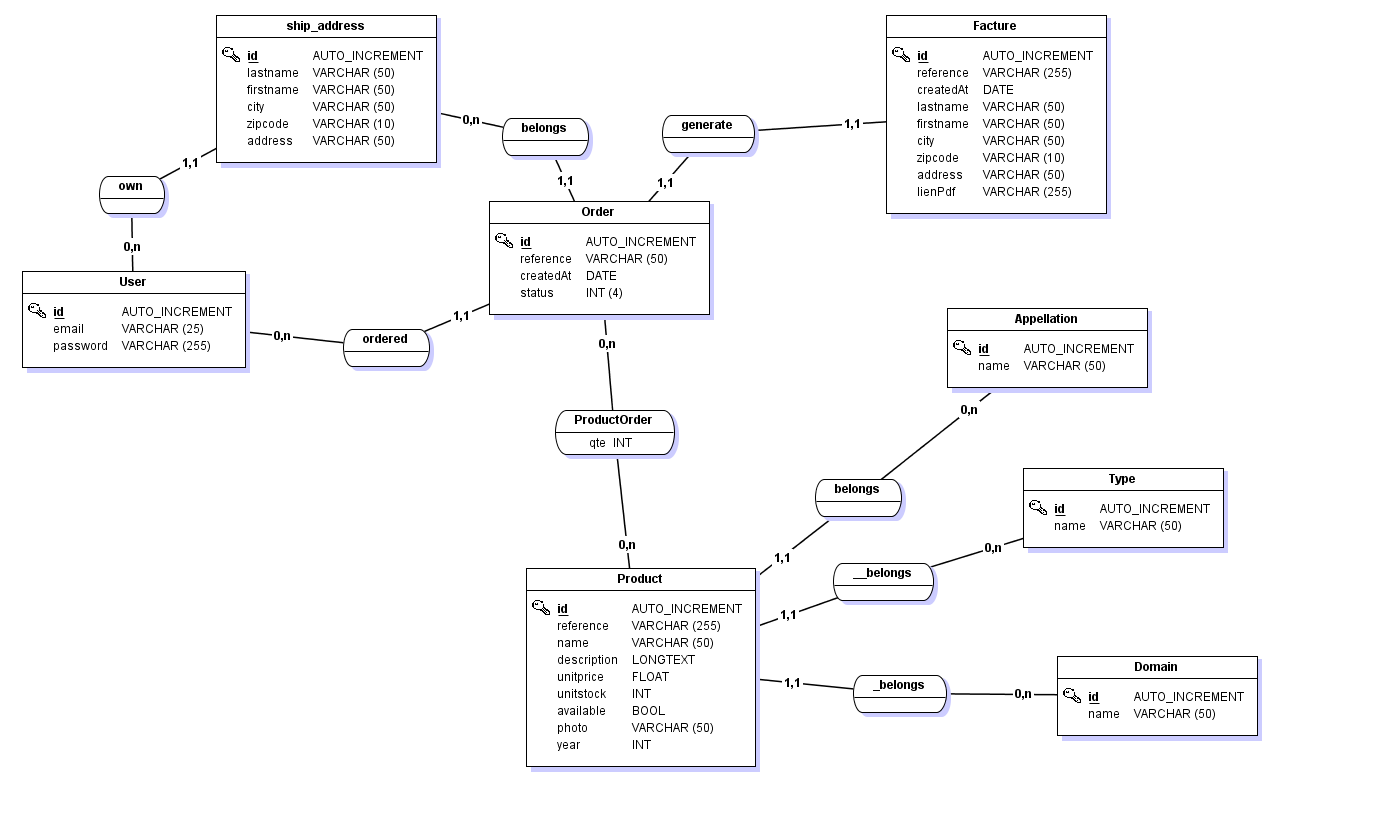 ship_address
id AUTO_INCREMENT
lastname VARCHAR (50)
firstname VARCHAR (50)
city VARCHAR (50)
zipcode VARCHAR (10)
address VARCHAR (50)
Facture
id AUTO_INCREMENT
reference VARCHAR (255)
createdAt DATE
lastname VARCHAR (50)
firstname VARCHAR (50)
city VARCHAR (50)
zipcode VARCHAR (10)
address VARCHAR (50)
lienPdf VARCHAR (255)
0,n
belongs
1,1
generate
1,1
1,1
1,1
own
0,n
Order
id AUTO_INCREMENT
reference VARCHAR (50)
createdAt DATE
status INT (4)
User
id AUTO_INCREMENT
email VARCHAR (25)
password VARCHAR (255)
0,n
ordered
1,1
0,n
ProductOrder
qte INT
0,n
Appellation
id AUTO_INCREMENT
name VARCHAR (50)
0,n
belongs
1,1
Type
id AUTO_INCREMENT
name VARCHAR (50)
0,n
__belongs
1,1
Product
id AUTO_INCREMENT
reference VARCHAR (255)
name VARCHAR (50)
description LONGTEXT
unitprice FLOAT
unitstock INT
available BOOL
photo VARCHAR (50)
year INT
1,1
_belongs
0,n
Domain
id AUTO_INCREMENT
name VARCHAR (50)